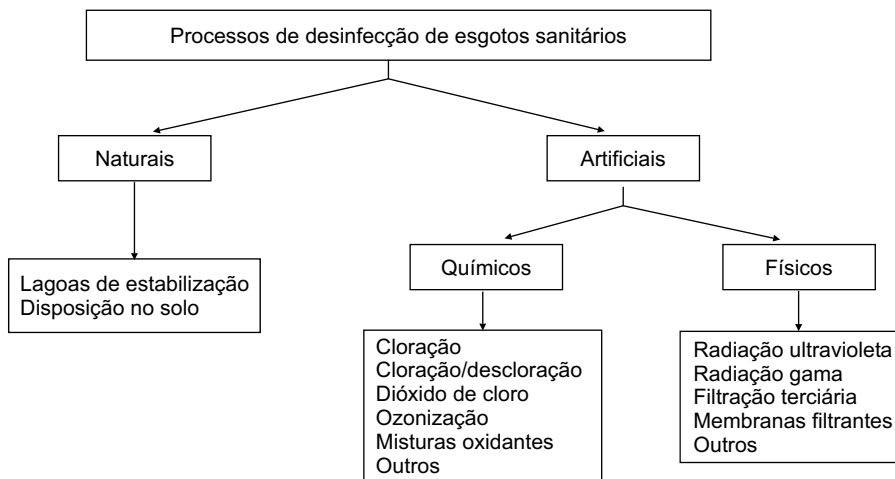 Processos de desinfecção de esgotos sanitários
Naturais
Artificiais
Lagoas de estabilização
Disposição no solo
Químicos
Físicos
Cloração
Cloração/descloração
Dióxido de cloro
Ozonização
Misturas oxidantes
Outros
Radiação ultravioleta
Radiação gama
Filtração terciária
Membranas filtrantes
Outros